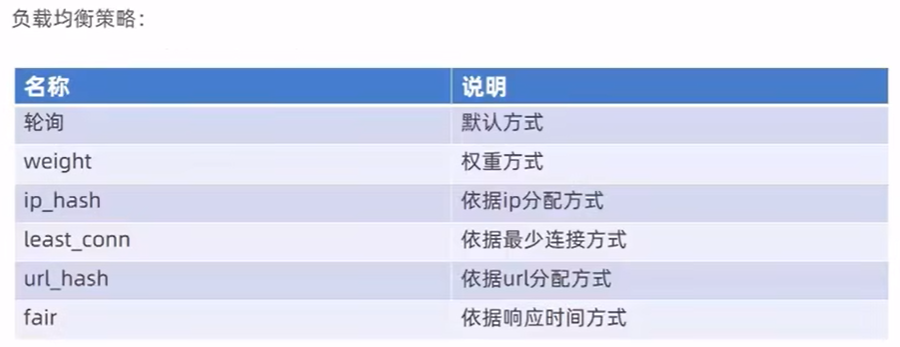 负载均衡策略：
名称 说明
轮询 默认方式
weight 权重方式
ip_hash 依据ip分配方式
least_conn 依据最少连接方式
url_hash 依据url分配方式
fair 依据响应时间方式